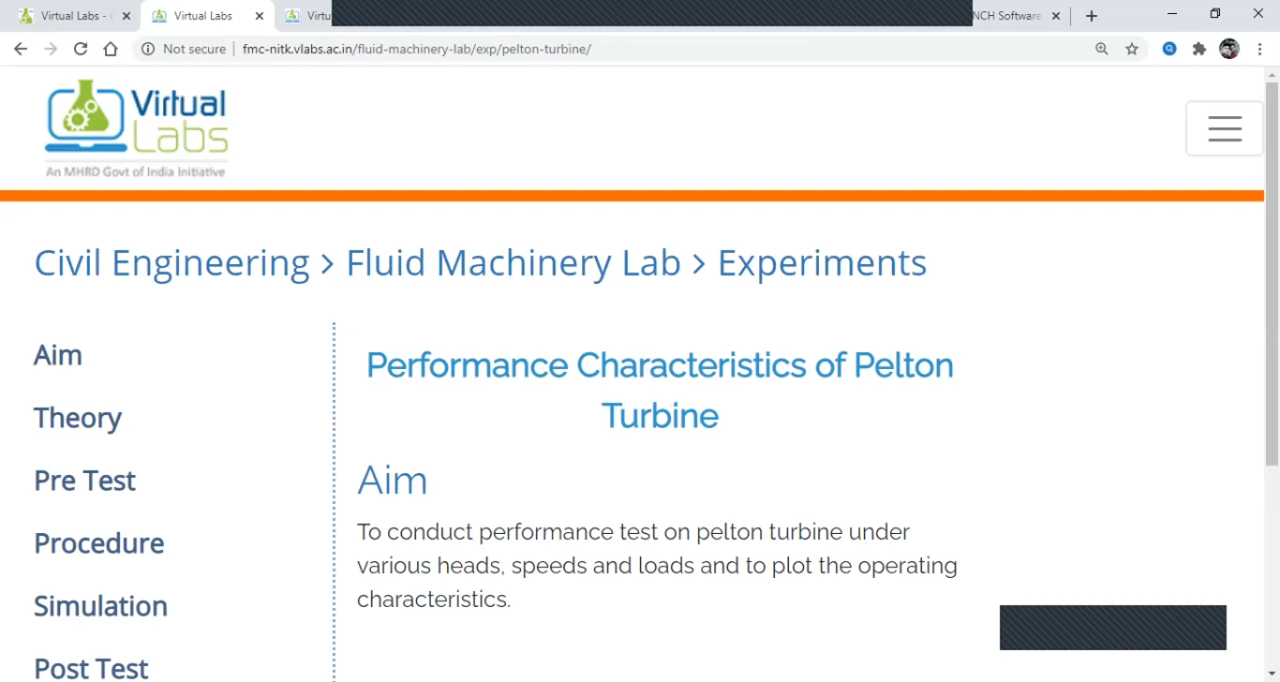 Virtual Labs -
Virtual Labs
Virtu
NCH Software
Not secure | fmc-nitk.vlabs.ac.in/fluid-machinery-lab/exp/pelton-turbine/
Virtual
Labs
An MHRD Govt of India Initiative
Civil Engineering > Fluid Machinery Lab > Experiments
Aim
Theory
Pre Test
Procedure
Simulation
Post Test
Performance Characteristics of Pelton
Turbine
Aim
To conduct performance test on pelton turbine under
various heads, speeds and loads and to plot the operating
characteristics.